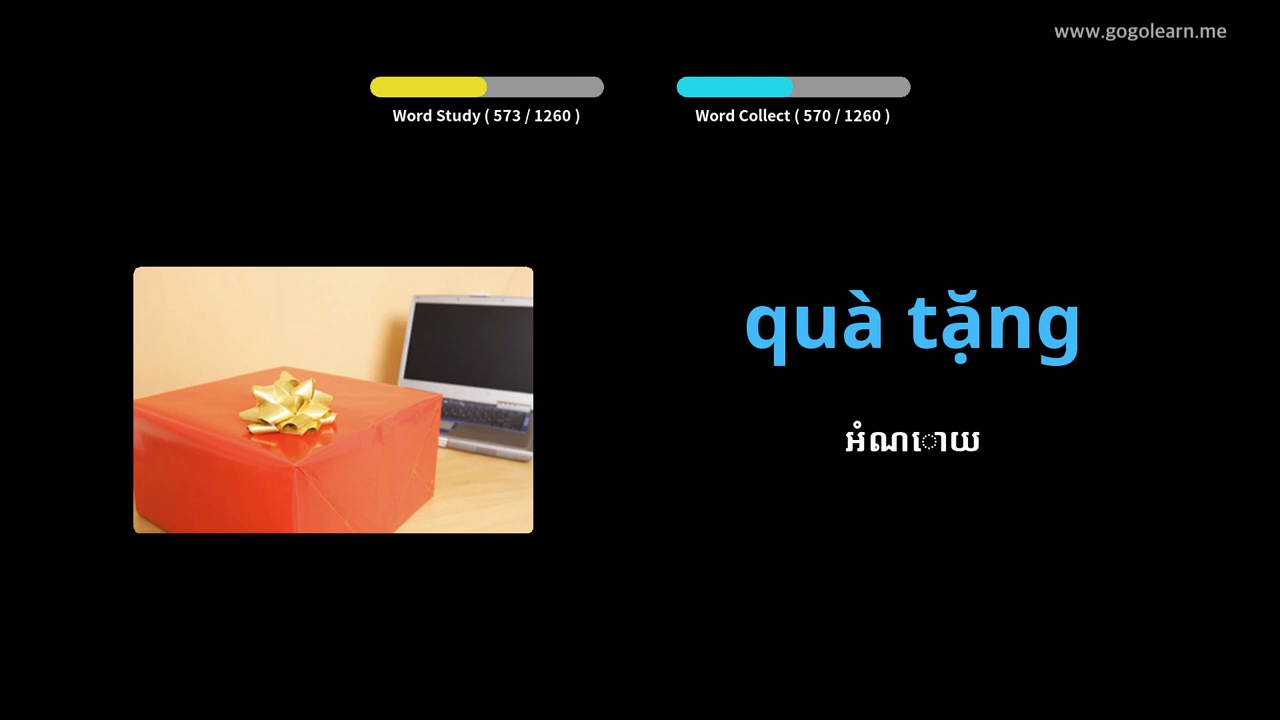 www.gogolearn.me
Word Study ( 573 / 1260 )
Word Collect ( 570 / 1260 )
quà tặng
អំណោយ